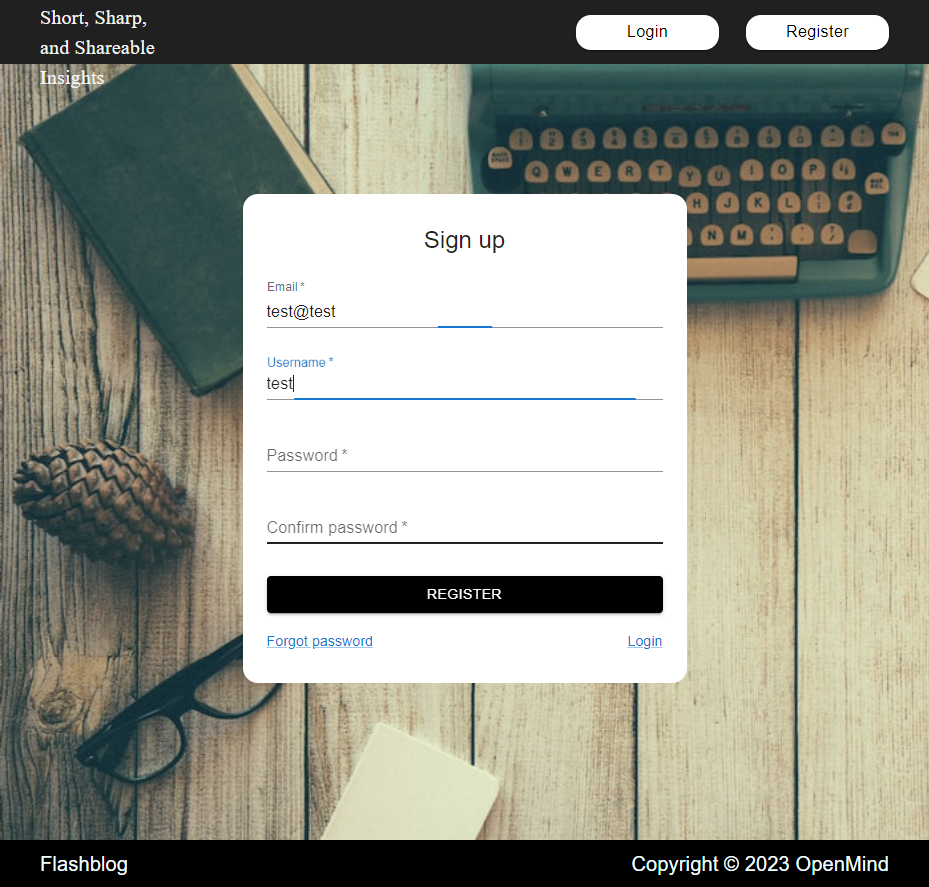 Short, Sharp,
and Shareable
Insights
Login
Register
Q W E R T Y U I O P
H J K L
N M
Sign up
Email *
test@test
Username *
test
Password *
Confirm password *
REGISTER
Forgot password
Login
Flashblog
Copyright © 2023 OpenMind